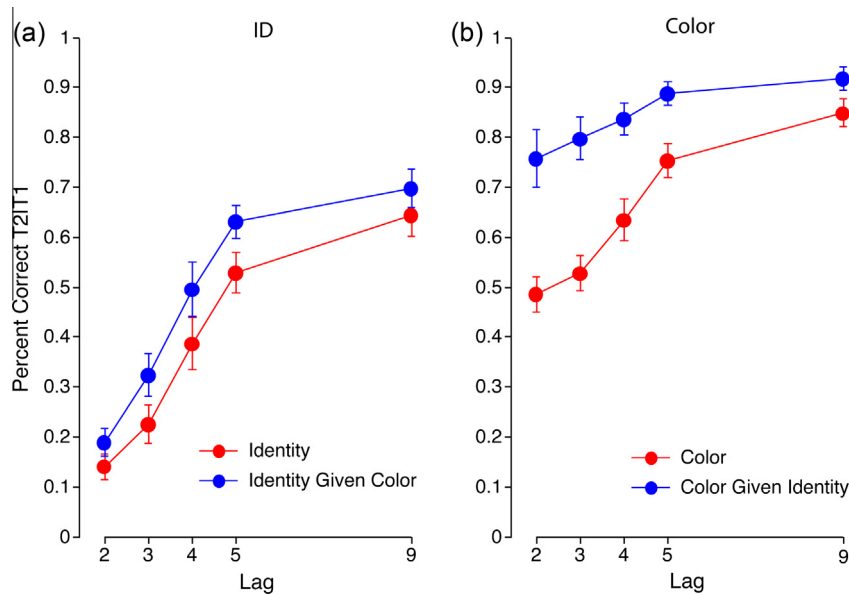 (a)
ID
1
0.9
0.8
0.7
0.6
0.5
0.4
0.3
0.2
0.1
0
Percent Correct T2IT1
Identity
Identity Given Color
2 3 4 5 9
Lag
(b)
Color
1
0.9
0.8
0.7
0.6
0.5
0.4
0.3
0.2
0.1
0
Color
Color Given Identity
2 3 4 5 9
Lag